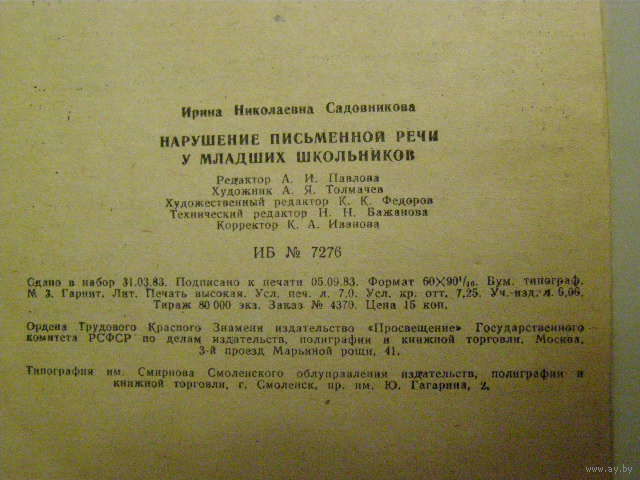 Ирина Николаевна Садовникова
НАРУШЕНИЕ ПИСЬМЕННОЙ РЕЧИ
У МЛАДШИХ ШКОЛЬНИКОВ
Редактор А. И. Павлова
Художник А. Я. Толмачев
Художественный редактор К. К. Федоров
Технический редактор Н. Н. Бажанова
Корректор К. А. Иванова
ИБ № 7276
Сдано в набор 31.03.83. Подписано к печати 05.09.83. Формат 60×90¹/₁₆. Бум. типограф.
№ 3. Гарнит. Лит. Печать высокая. Усл. печ. л. 7,0. Усл. кр. отт. 7,25. Уч.-изд. л. 6,06.
Тираж 80 000 экз. Заказ № 4379. Цена 15 коп.
Ордена Трудового Красного Знамени издательство «Просвещение» Государственного
комитета РСФСР по делам издательств, полиграфии и книжной торговли. Москва,
3-й проезд Марьиной рощи, 41.
Типография им. Смирнова Смоленского облуправления издательств, полиграфии и
книжной торговли, г. Смоленск, пр. им. Ю. Гагарина, 2.
www.ay.by